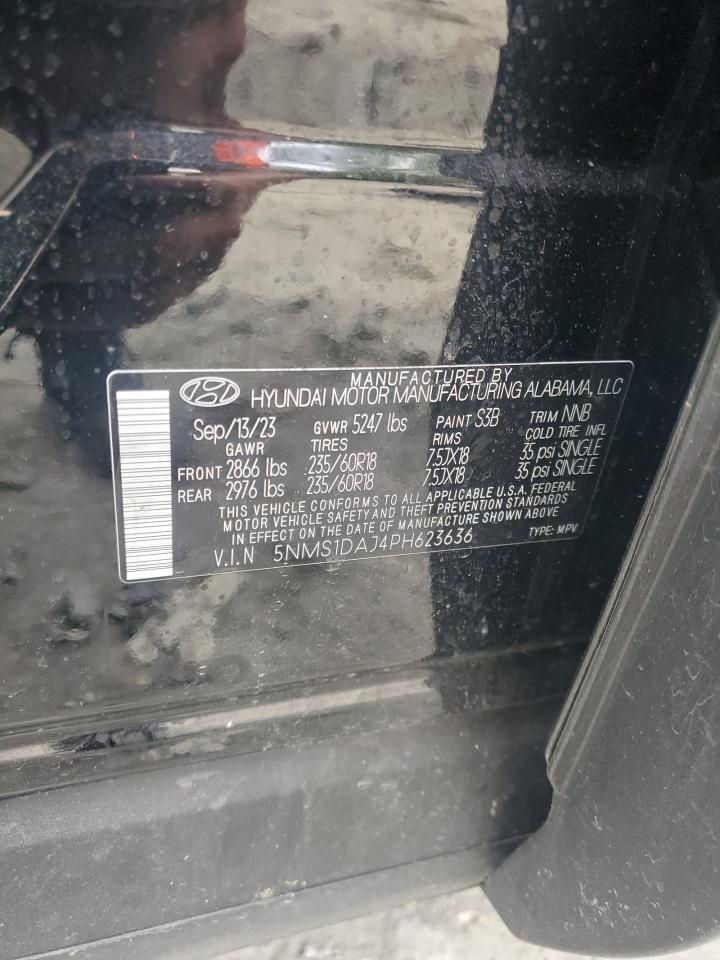 MANUFACTURED BY
HYUNDAI MOTOR MANUFACTURING ALABAMA, LLC
Sep/13/23 GVWR 5247 lbs PAINT S3B TRIM NNB
GAWR TIRES RIMS COLD TIRE INFL
FRONT 2866 lbs 235/60R18 7.5JX18 35 psi SINGLE
REAR 2976 lbs 235/60R18 7.5JX18 35 psi SINGLE
THIS VEHICLE CONFORMS TO ALL APPLICABLE U.S.A. FEDERAL
MOTOR VEHICLE SAFETY AND THEFT PREVENTION STANDARDS
IN EFFECT ON THE DATE OF MANUFACTURE SHOWN ABOVE
V.I.N 5NMS1DAJ4PH623636 TYPE: MPV